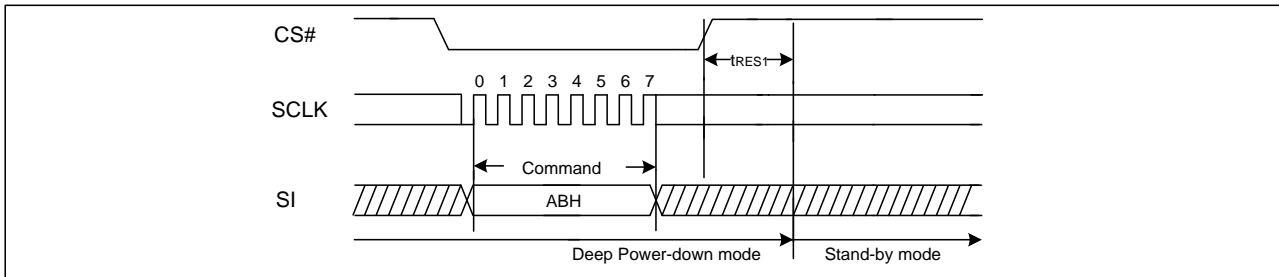 CS#
tRES1
0 1 2 3 4 5 6 7
SCLK
Command
SI
ABH
Deep Power-down mode Stand-by mode